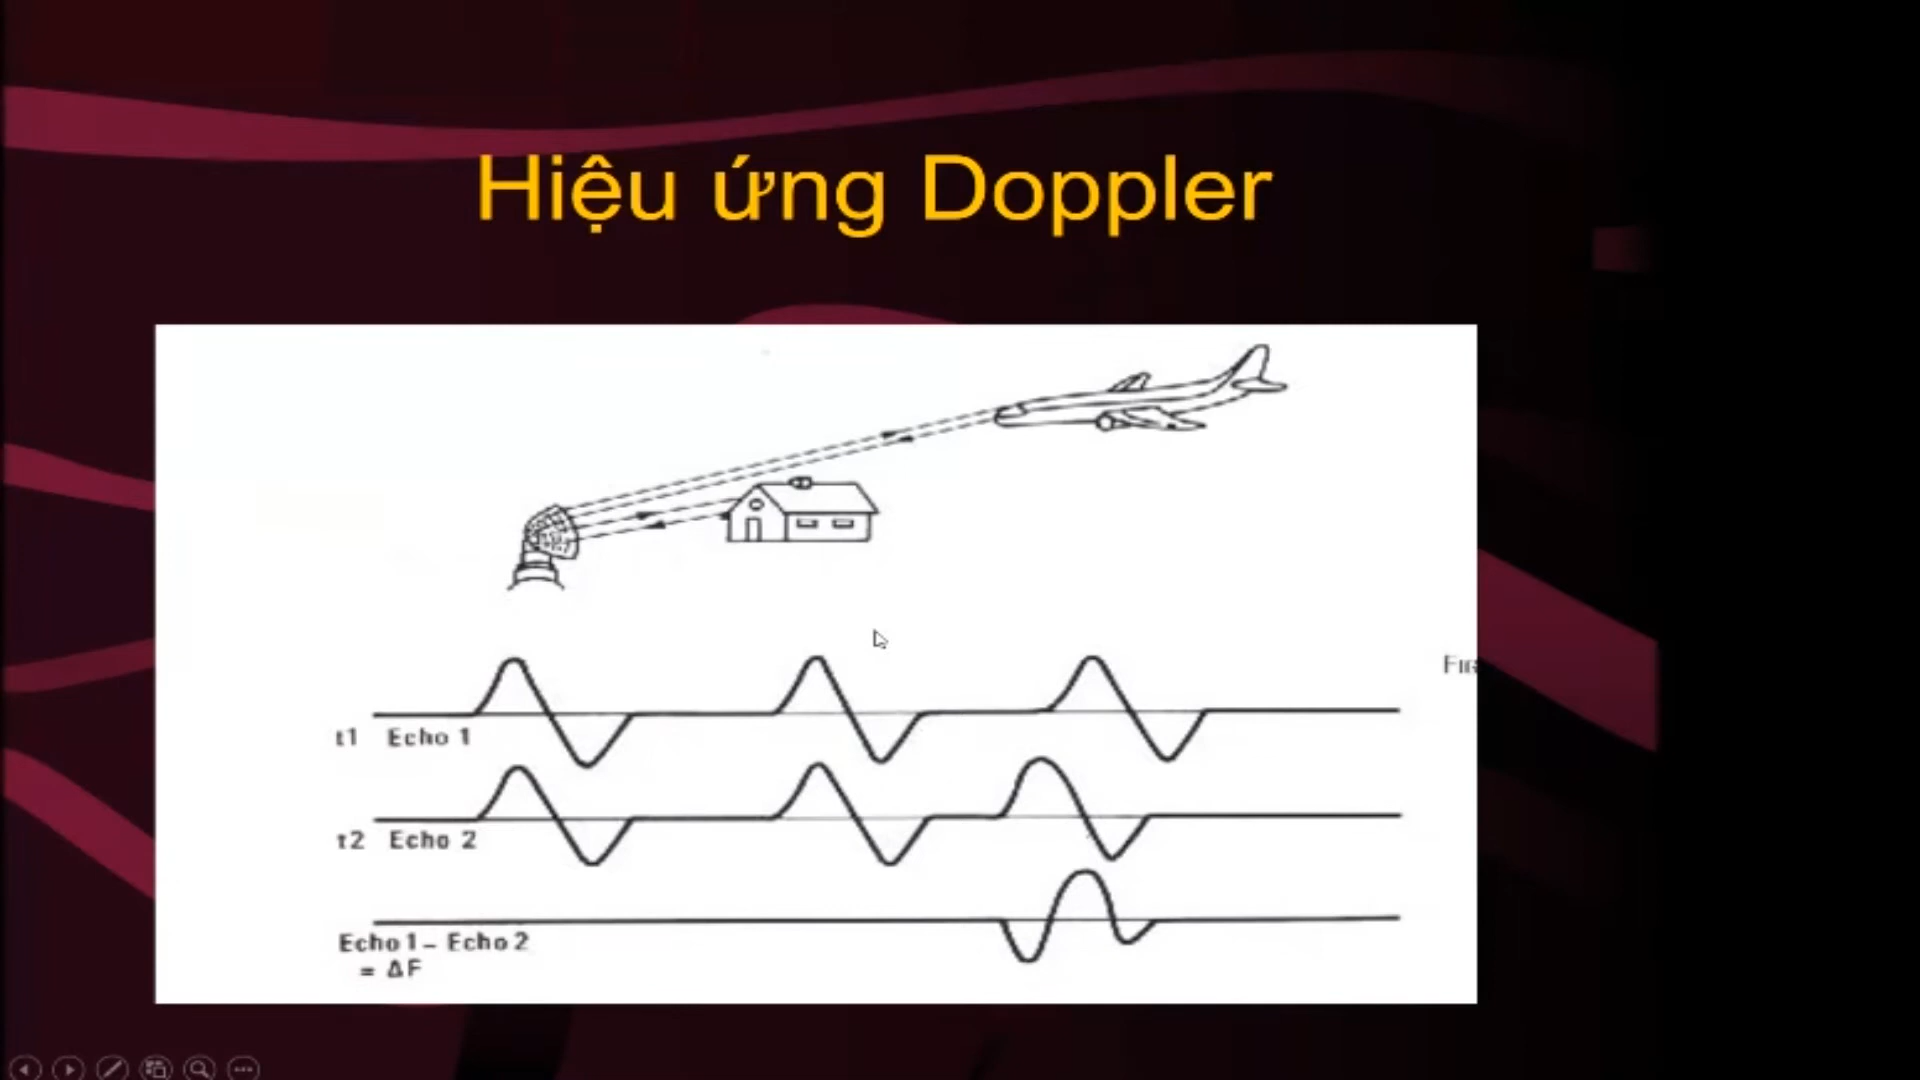 Hiệu ứng Doppler
t1 Echo 1
t2 Echo 2
Echo 1 – Echo 2
= ΔF